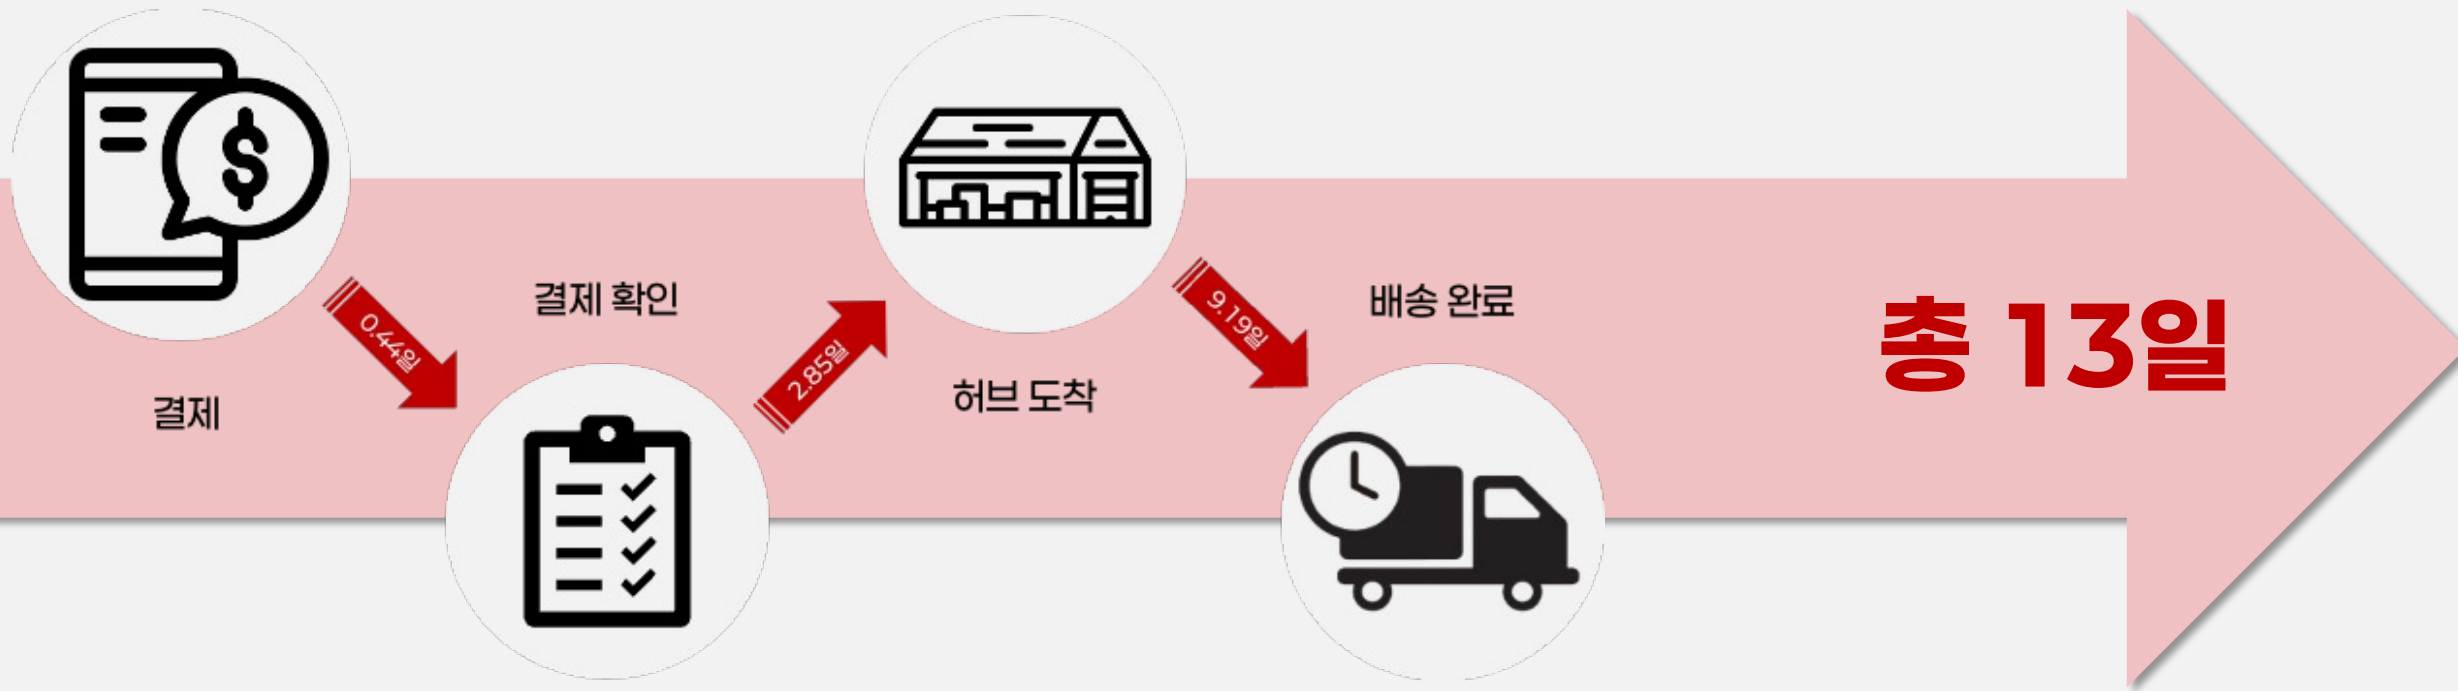 $
결제
0.44일
결제 확인
2.85일
허브 도착
9.19일
배송 완료
총 13일